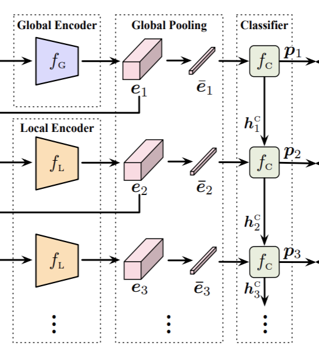 Global Encoder Global Pooling Classifier
f_G e_1 ē_1 f_C p_1
h_1^C
Local Encoder
f_L e_2 ē_2 f_C p_2
h_2^C
f_L e_3 ē_3 f_C p_3
h_3^C